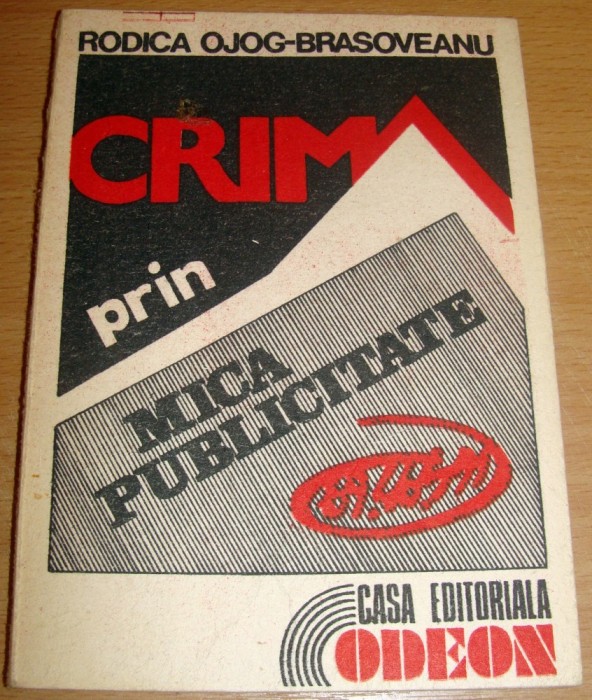 RODICA OJOG-BRASOVEANU
CRIMA
prin
MICA
PUBLICITATE
CASA EDITORIALA
ODEON